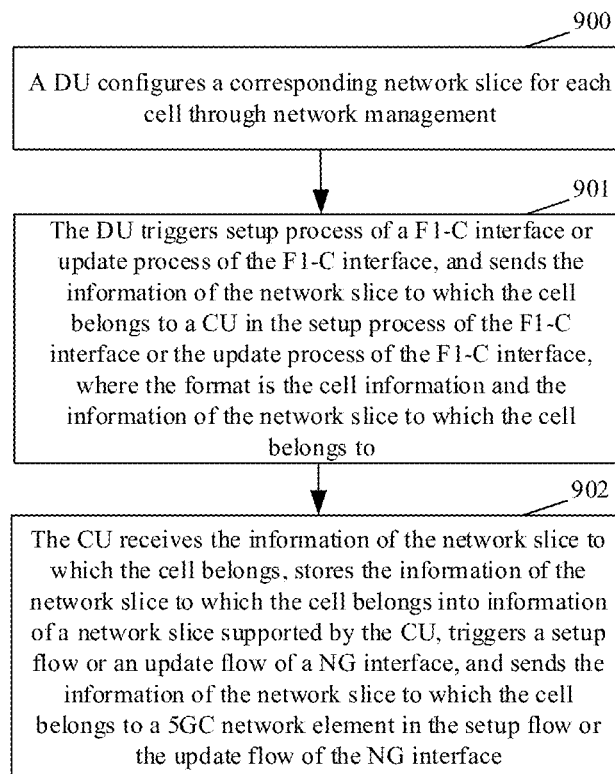 900
A DU configures a corresponding network slice for each
cell through network management
901
The DU triggers setup process of a F1-C interface or
update process of the F1-C interface, and sends the
information of the network slice to which the cell
belongs to a CU in the setup process of the F1-C
interface or the update process of the F1-C interface,
where the format is the cell information and the
information of the network slice to which the cell
belongs to
902
The CU receives the information of the network slice to
which the cell belongs, stores the information of the
network slice to which the cell belongs into information
of a network slice supported by the CU, triggers a setup
flow or an update flow of a NG interface, and sends the
information of the network slice to which the cell
belongs to a 5GC network element in the setup flow or
the update flow of the NG interface